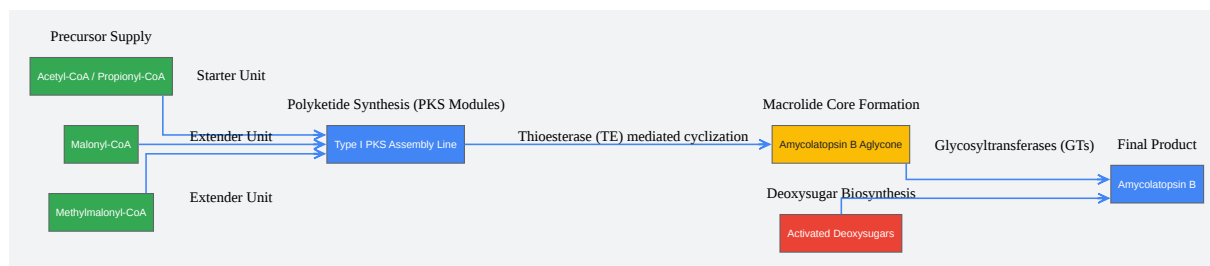 Precursor Supply
Acetyl-CoA / Propionyl-CoA
Starter Unit
Polyketide Synthesis (PKS Modules)
Macrolide Core Formation
Malonyl-CoA
Extender Unit
Type I PKS Assembly Line
Thioesterase (TE) mediated cyclization
Amycolatopsin B Aglycone
Glycosyltransferases (GTs)
Final Product
Methylmalonyl-CoA
Extender Unit
Deoxysugar Biosynthesis
Amycolatopsin B
Activated Deoxysugars